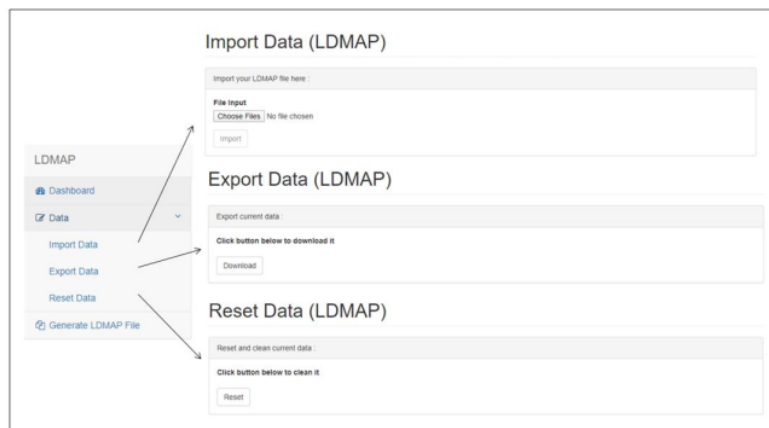 Import Data (LDMAP)
Import your LDMAP file here :
File input
Choose Files No file chosen
Import
LDMAP
Dashboard
Data
Import Data
Export Data
Reset Data
Generate LDMAP File
Export Data (LDMAP)
Export current data :
Click button below to download it
Download
Reset Data (LDMAP)
Reset and clean current data :
Click button below to clean it
Reset